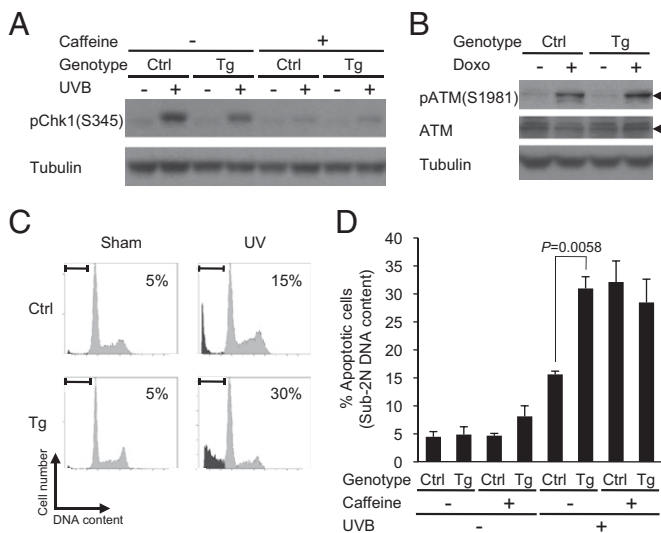 A
Caffeine - +
Genotype Ctrl Tg Ctrl Tg
UVB - + - + - + - +
pChk1(S345)
Tubulin
B
Genotype Ctrl Tg
Doxo - + - +
pATM(S1981)
ATM
Tubulin
C
Sham UV
Ctrl 5% 15%
Tg 5% 30%
Cell number
DNA content
D
P=0.0058
% Apoptotic cells
(Sub-2N DNA content)
40
35
30
25
20
15
10
5
0
Genotype Ctrl Tg Ctrl Tg Ctrl Tg Ctrl Tg
Caffeine - + - +
UVB - +